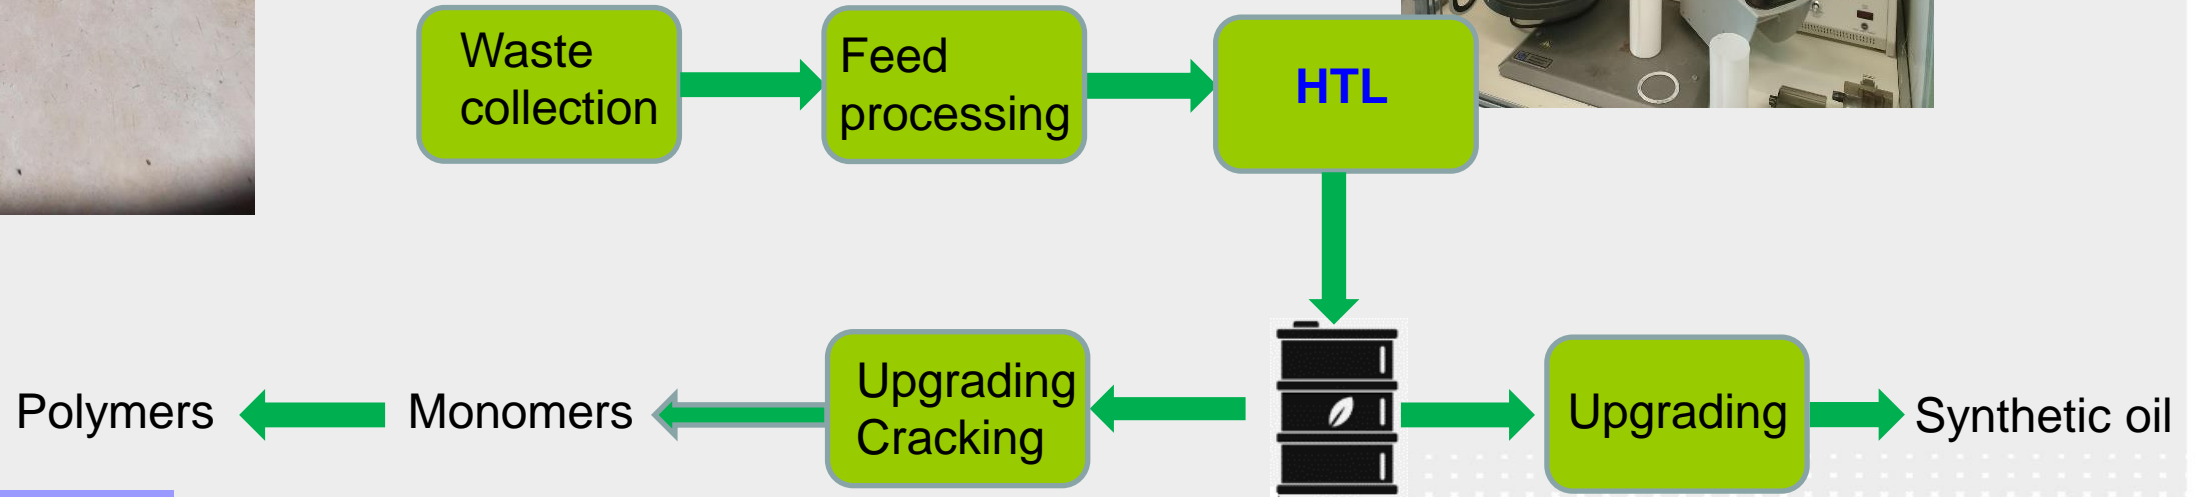 Waste
collection
Feed
processing
HTL
Polymers
Monomers
Upgrading
Cracking
Upgrading
Synthetic oil